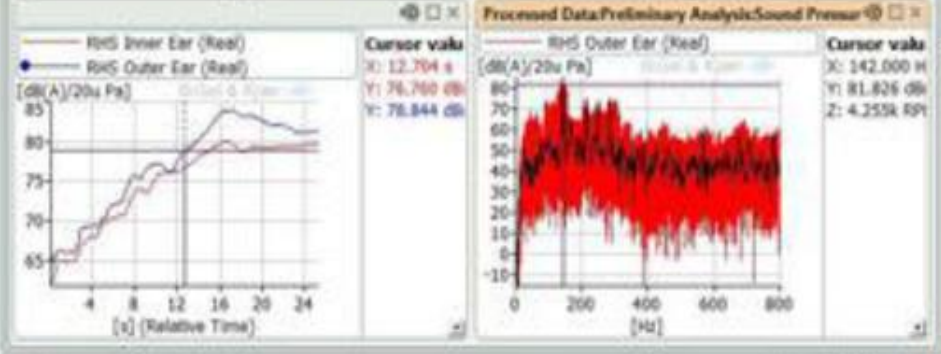 RHS Inner Ear (Real)
RHS Outer Ear (Real)
[dB(A)/20u Pa]
85
80
75
70
65
4 8 12 16 20 24
[s] (Relative Time)
Cursor valu
X: 12.704 s
Y: 76.760 dB
Y: 78.844 dB
Processed Data:Preliminary Analysis:Sound Pressur
RHS Outer Ear (Real)
[dB(A)/20u Pa]
80
70
60
50
40
30
20
10
0
-10
0 200 400 600 800
[Hz]
Cursor valu
X: 142.000 H
Y: 81.826 dB
Z: 4.255k RP